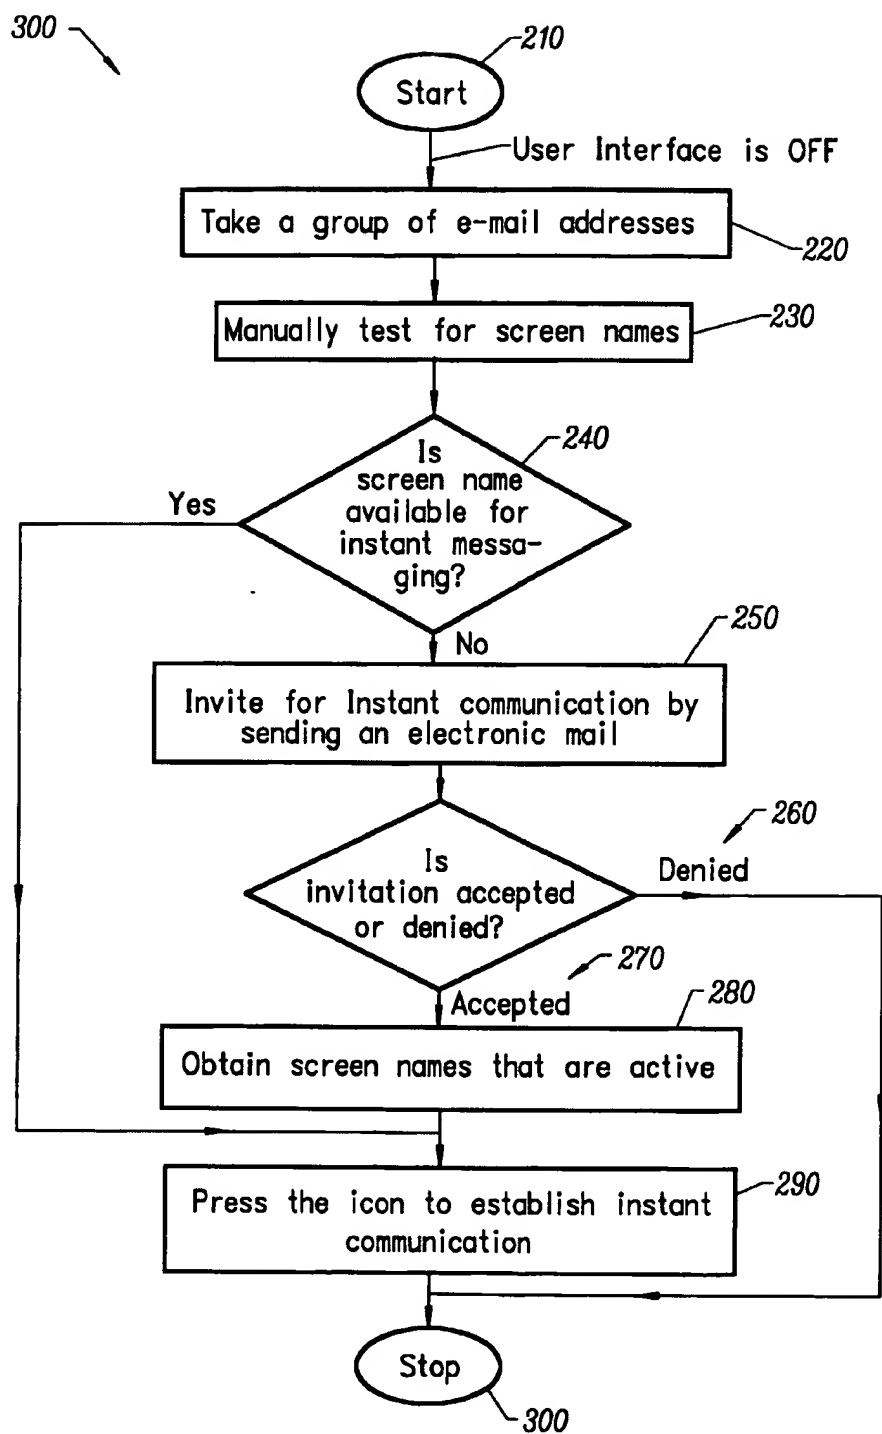 300
210
Start
User Interface is OFF
Take a group of e-mail addresses
220
Manually test for screen names
230
240
Is
screen name
available for
instant messa-
ging?
Yes
No
250
Invite for Instant communication by
sending an electronic mail
260
Denied
Is
invitation accepted
or denied?
270
Accepted
280
Obtain screen names that are active
290
Press the icon to establish instant
communication
Stop
300